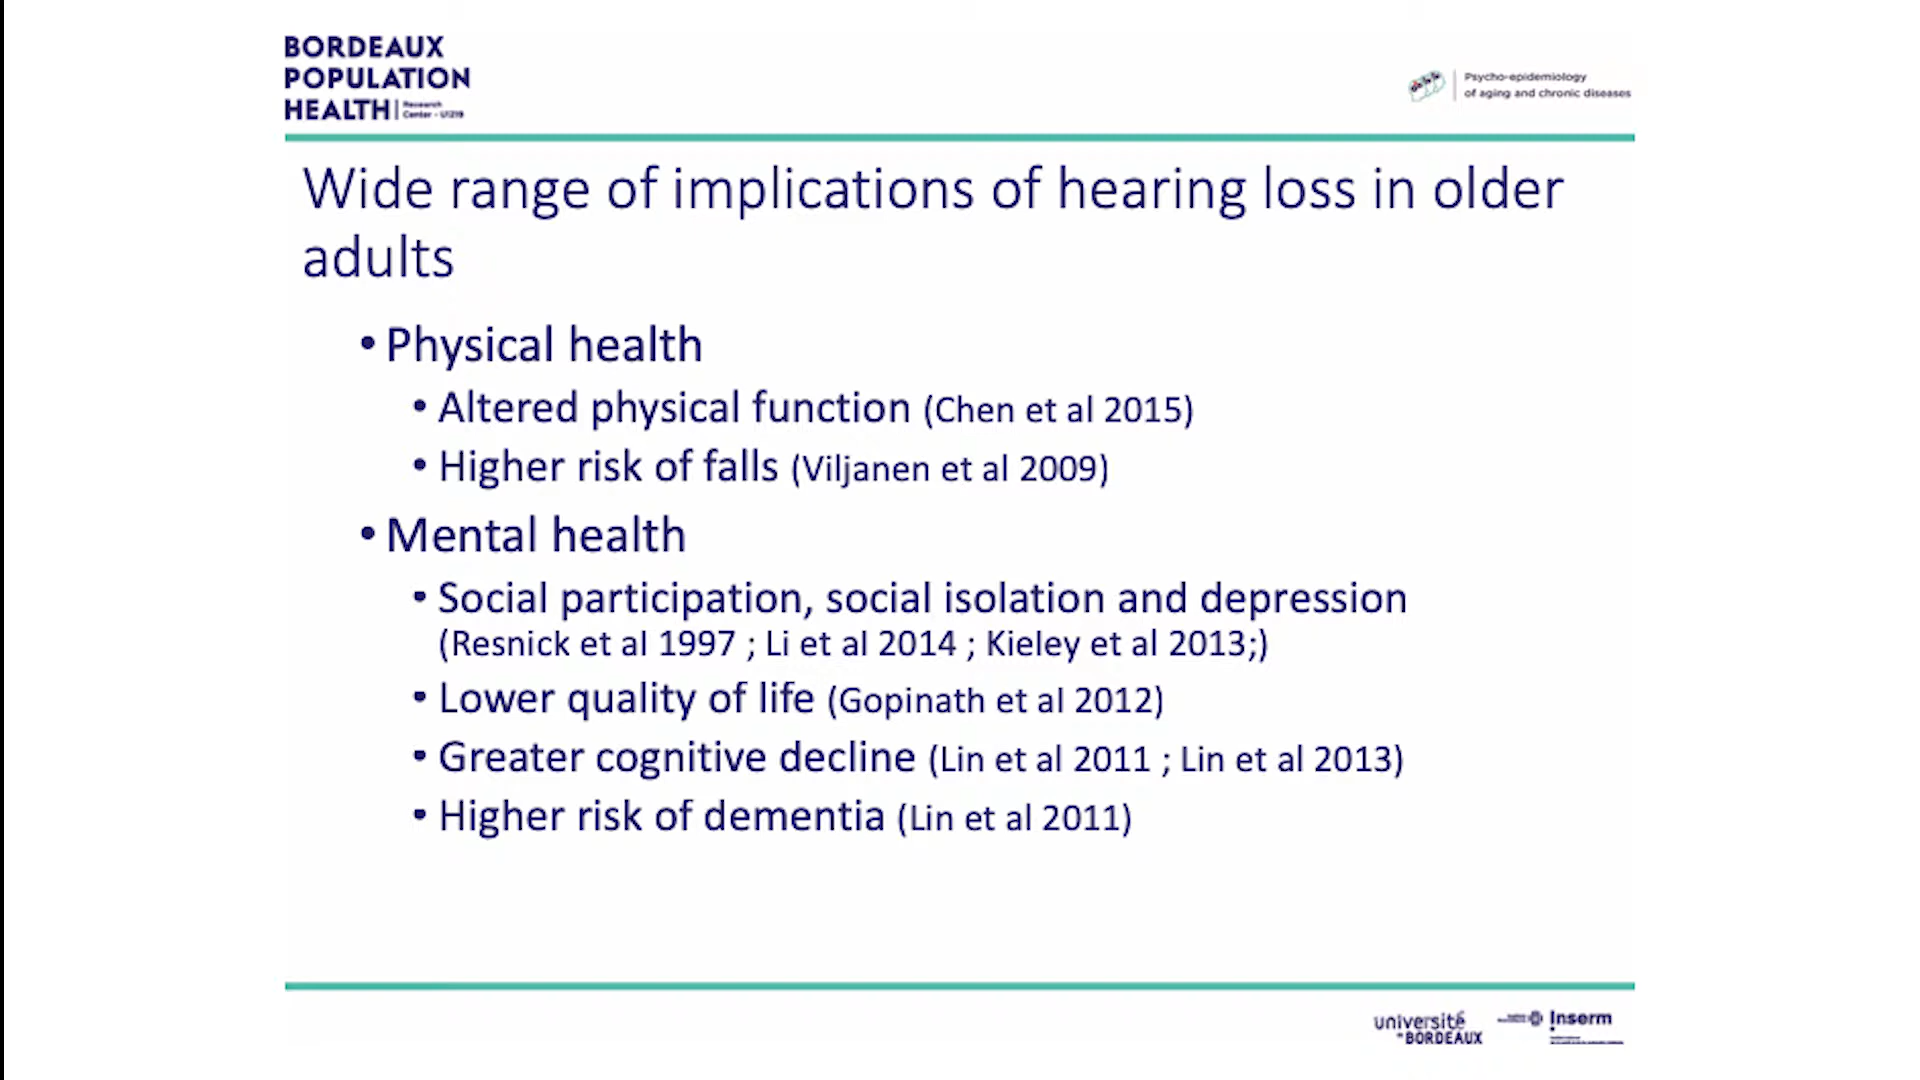 BORDEAUX
POPULATION
HEALTH
Research
Center - U1219
Psycho-epidemiology
of aging and chronic diseases
Wide range of implications of hearing loss in older
adults
• Physical health
• Altered physical function (Chen et al 2015)
• Higher risk of falls (Viljanen et al 2009)
• Mental health
• Social participation, social isolation and depression
(Resnick et al 1997 ; Li et al 2014 ; Kieley et al 2013;)
• Lower quality of life (Gopinath et al 2012)
• Greater cognitive decline (Lin et al 2011 ; Lin et al 2013)
• Higher risk of dementia (Lin et al 2011)
université
de BORDEAUX
Inserm